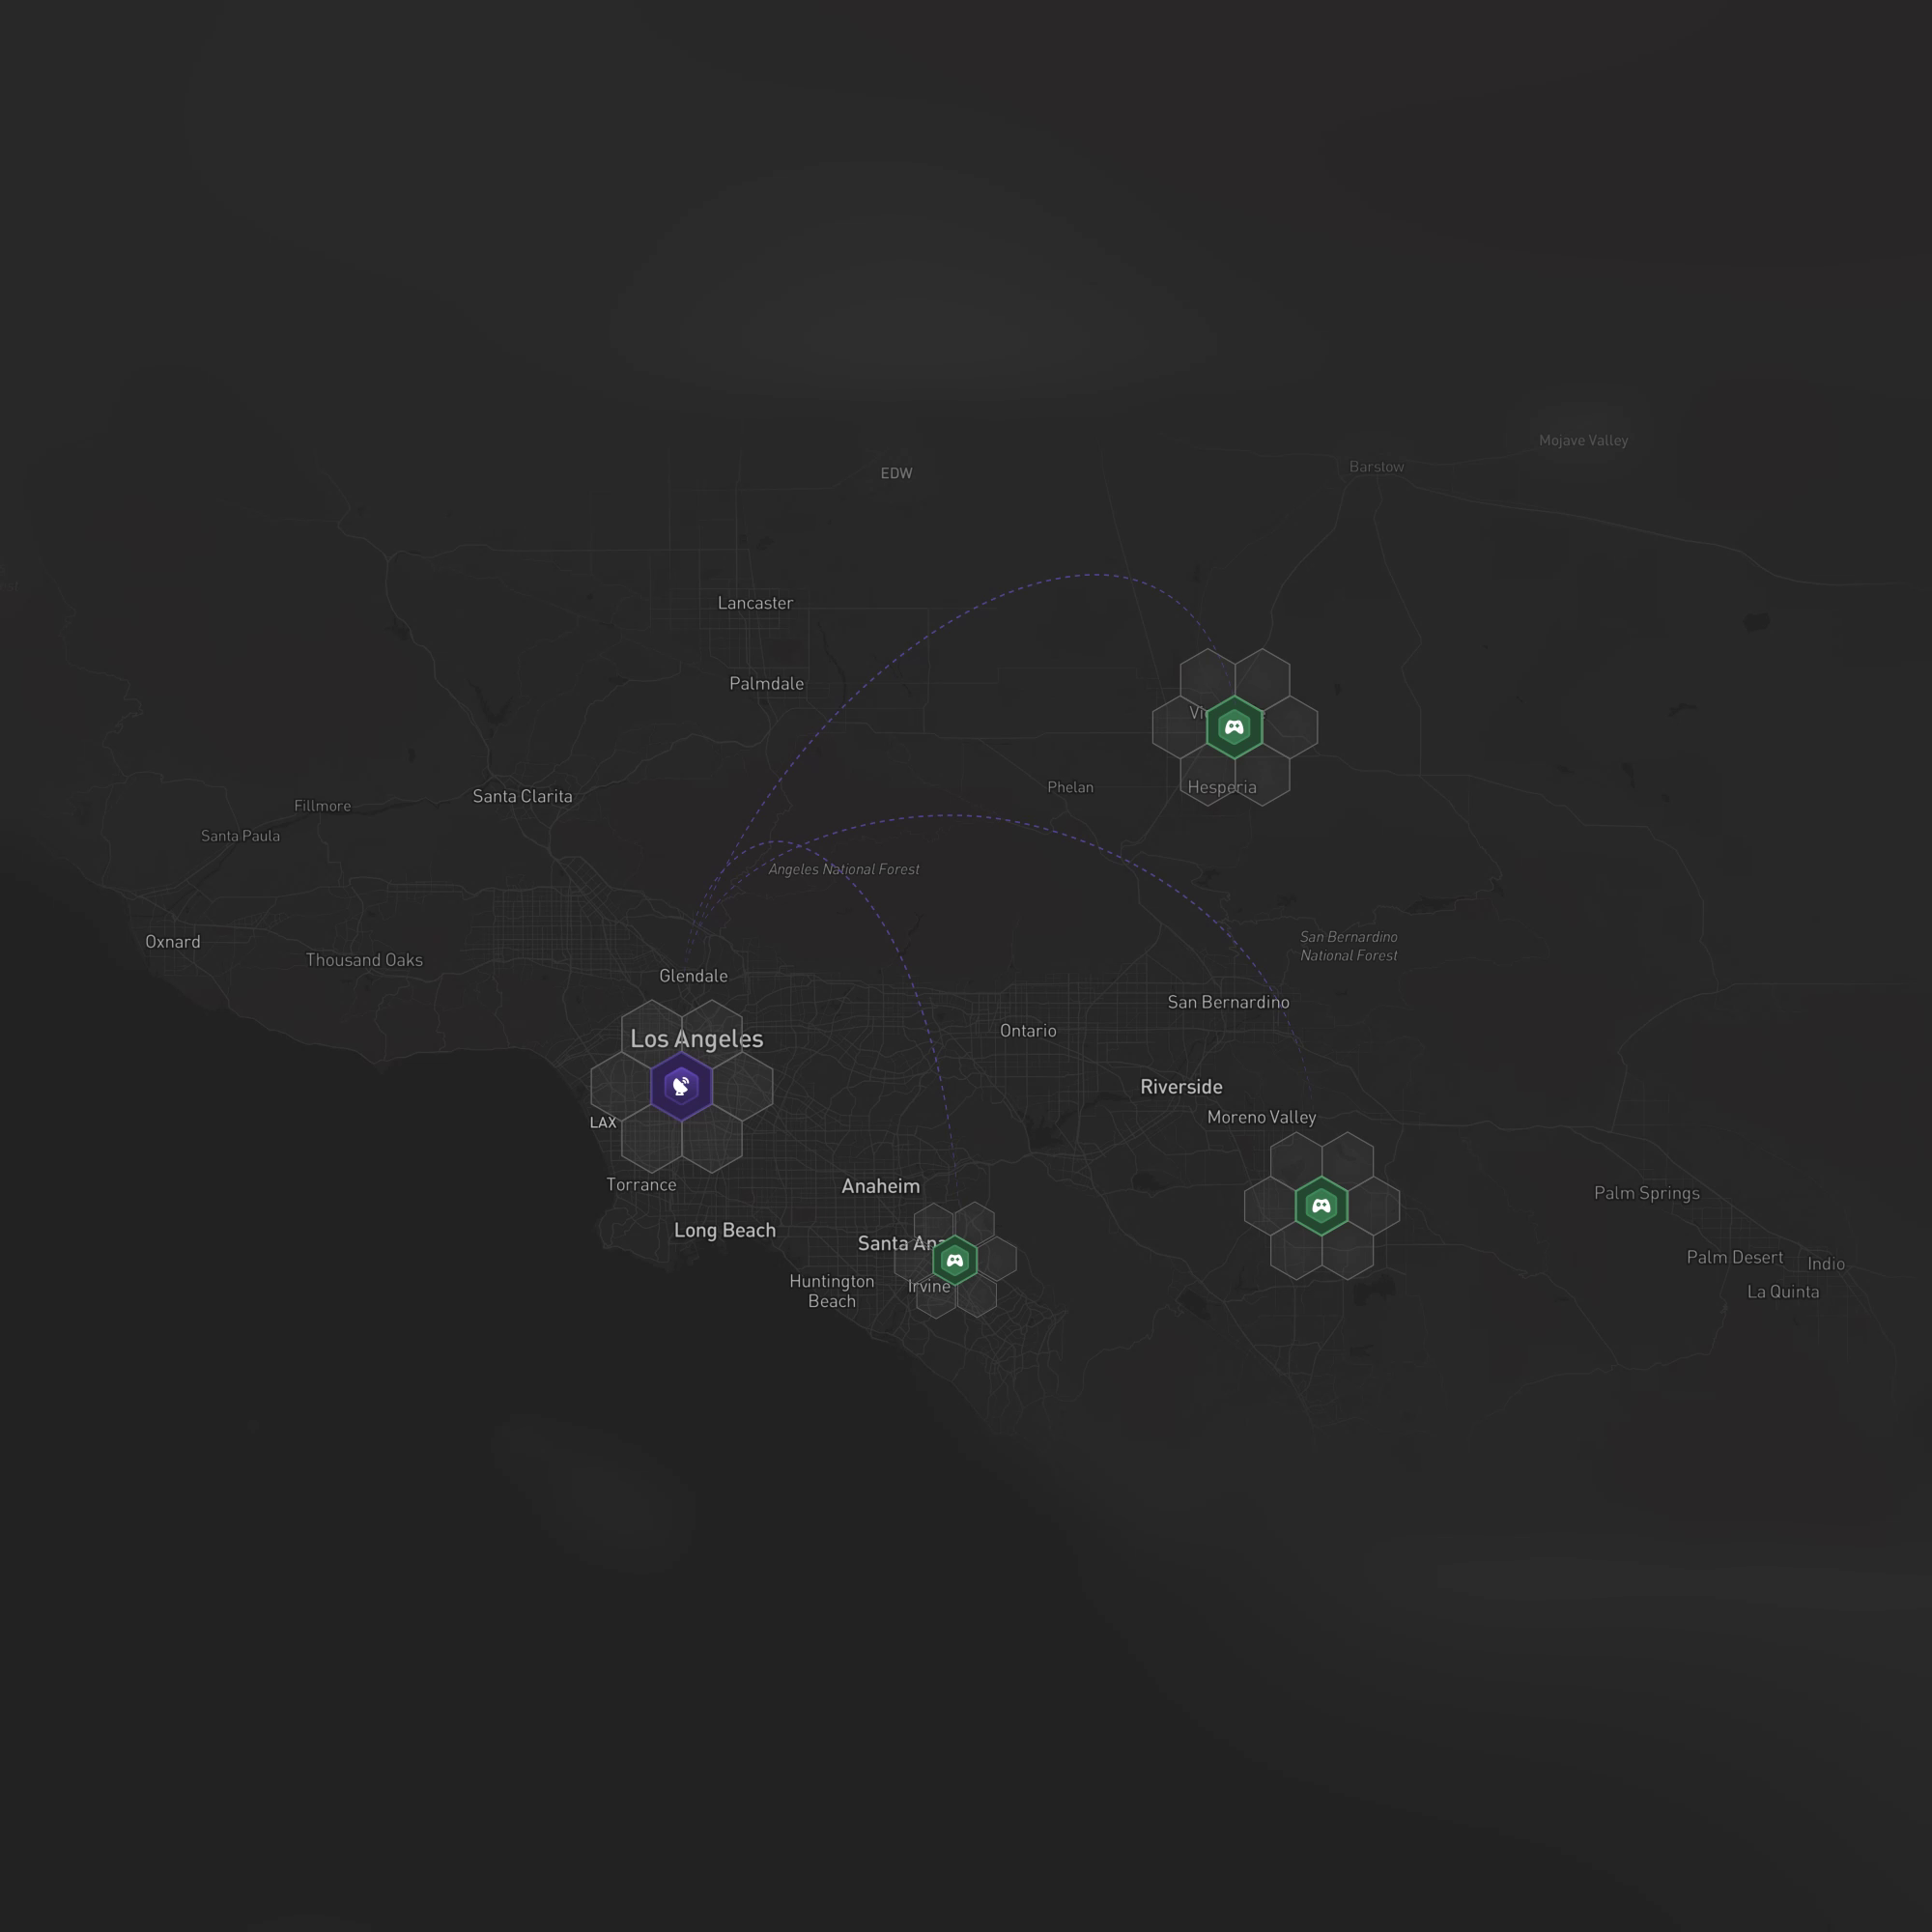 Mojave Valley
Barstow
EDW
Lancaster
Palmdale
Phelan
Hesperia
Santa Clarita
Fillmore
Santa Paula
Angeles National Forest
Oxnard
Thousand Oaks
San Bernardino
National Forest
Glendale
San Bernardino
Ontario
Los Angeles
Riverside
LAX
Moreno Valley
Torrance
Anaheim
Palm Springs
Long Beach
Santa Ana
Palm Desert
Indio
Huntington
Beach
Irvine
La Quinta